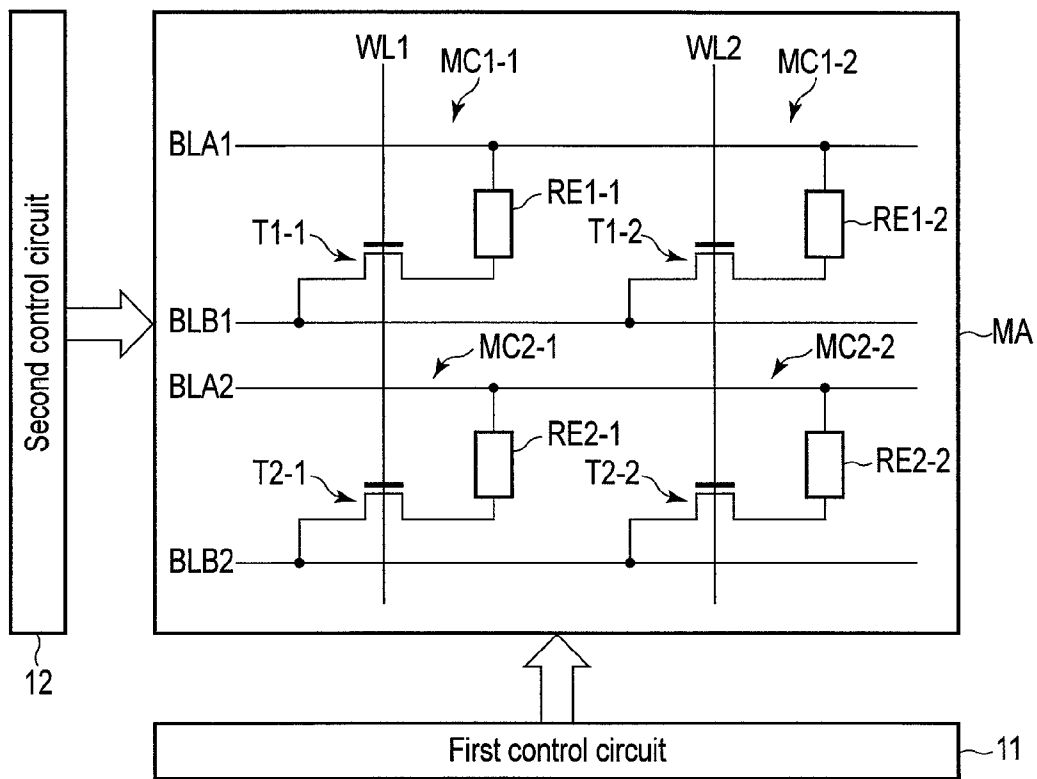 WL1
WL2
MC1-1
MC1-2
BLA1
RE1-1
RE1-2
T1-1
T1-2
BLB1
MA
MC2-1
MC2-2
BLA2
RE2-1
RE2-2
T2-1
T2-2
BLB2
Second control circuit
12
First control circuit
11